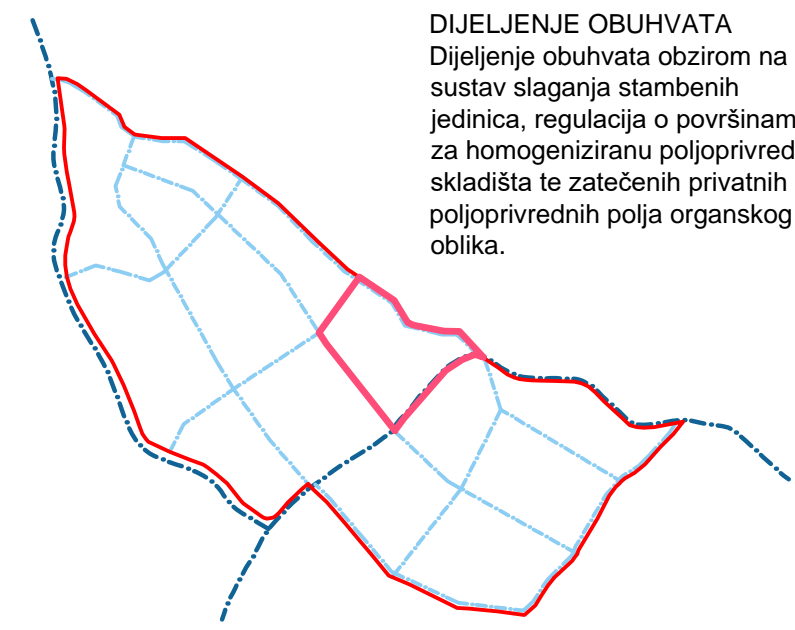 DIJELJENJE OBUHVATA
Dijeljenje obuhvata obzirom na
sustav slaganja stambenih
jedinica, regulacija o površinam
za homogeniziranu poljoprivred
skladišta te zatečenih privatnih
poljoprivrednih polja organskog
oblika.